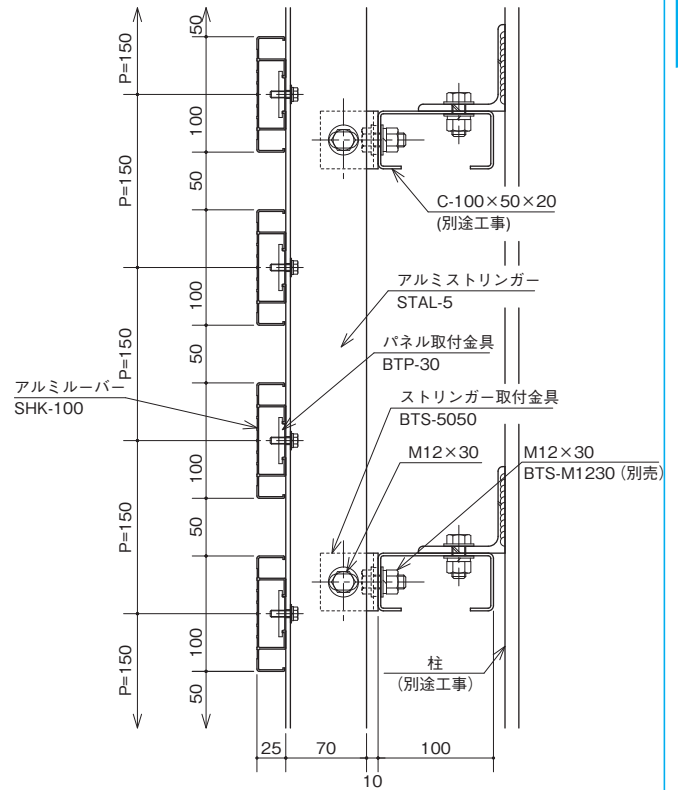 P=150
P=150
P=150
P=150
50
100
50
100
50
100
50
100
50
C-100×50×20
(別途工事)
アルミストリンガー
STAL-5
パネル取付金具
BTP-30
アルミルーバー
SHK-100
ストリンガー取付金具
BTS-5050
M12×30
M12×30
BTS-M1230 (別売)
柱
(別途工事)
25
70
10
100